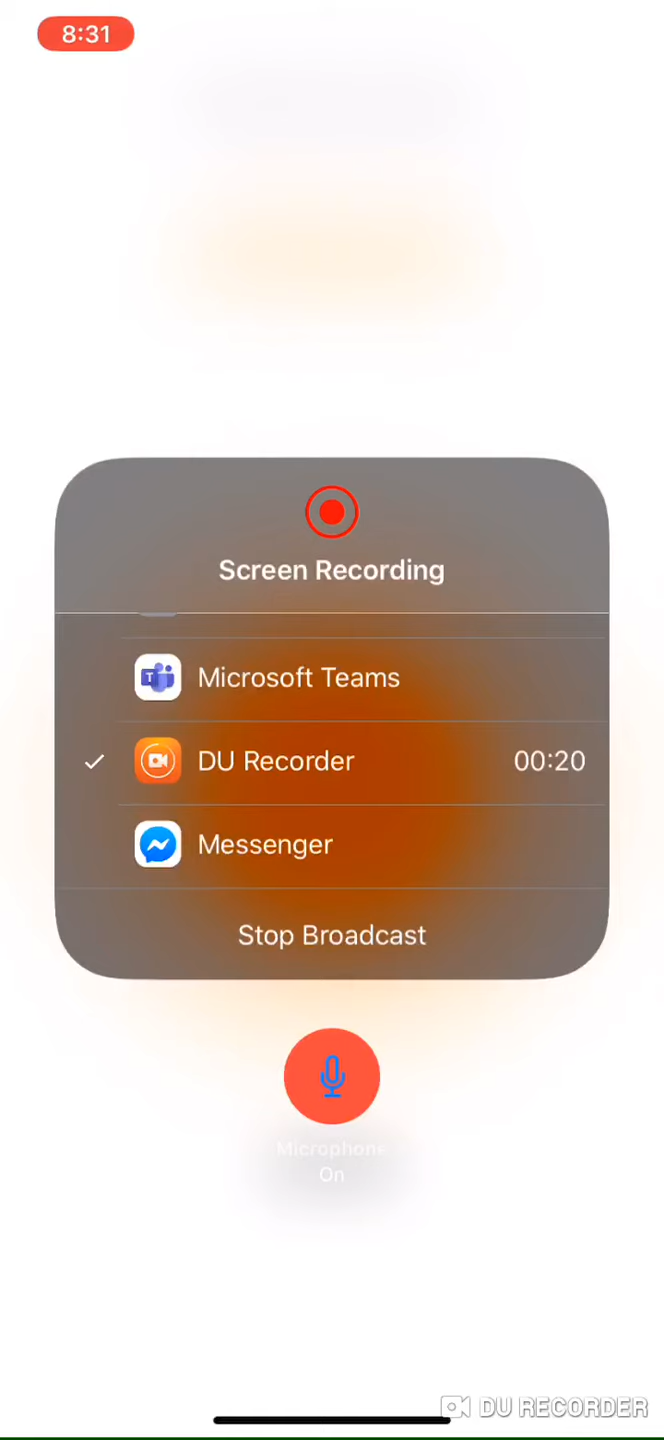 8:31
Screen Recording
Microsoft Teams
DU Recorder 00:20
Messenger
Stop Broadcast
Microphone
On
DU RECORDER